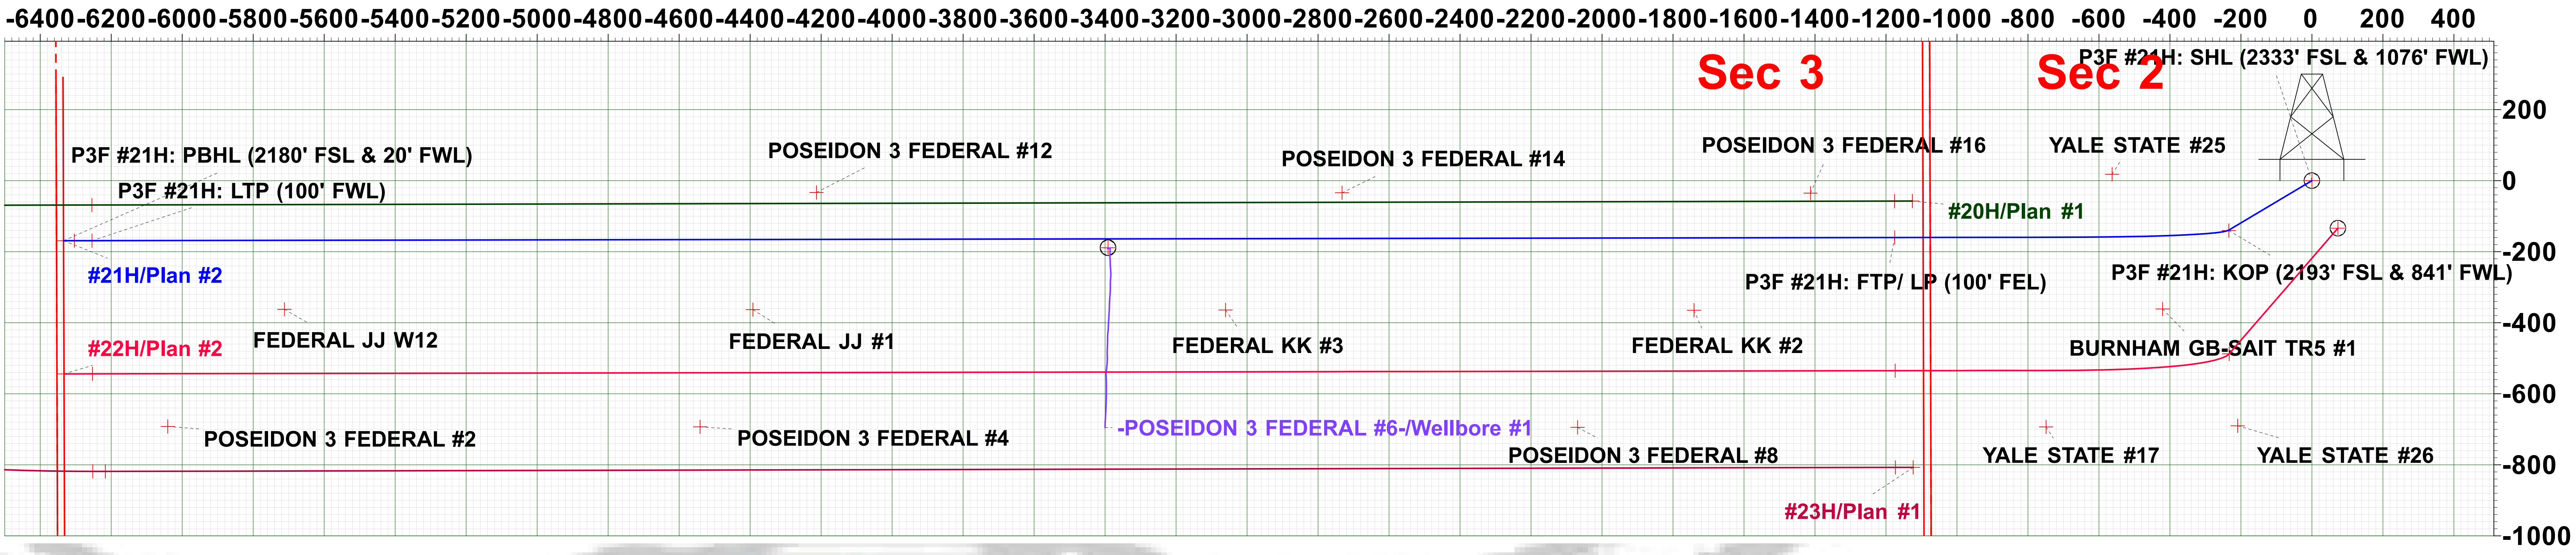 -6400 -6200 -6000 -5800 -5600 -5400 -5200 -5000 -4800 -4600 -4400 -4200 -4000 -3800 -3600 -3400 -3200 -3000 -2800 -2600 -2400 -2200 -2000 -1800 -1600 -1400 -1200 -1000 -800 -600 -400 -200 0 200 400
P3F #21H: SHL (2333' FSL & 1076' FWL)
Sec 3
Sec 2
200
POSEIDON 3 FEDERAL #16
YALE STATE #25
POSEIDON 3 FEDERAL #12
P3F #21H: PBHL (2180' FSL & 20' FWL)
POSEIDON 3 FEDERAL #14
0
P3F #21H: LTP (100' FWL)
#20H/Plan #1
-200
#21H/Plan #2
P3F #21H: KOP (2193' FSL & 841' FWL)
P3F #21H: FTP/ LP (100' FEL)
-400
FEDERAL JJ W12
FEDERAL JJ #1
FEDERAL KK #3
FEDERAL KK #2
#22H/Plan #2
BURNHAM GB-SAIT TR5 #1
-600
-POSEIDON 3 FEDERAL #6-/Wellbore #1
POSEIDON 3 FEDERAL #2
POSEIDON 3 FEDERAL #4
POSEIDON 3 FEDERAL #8
YALE STATE #17
YALE STATE #26
-800
#23H/Plan #1
-1000